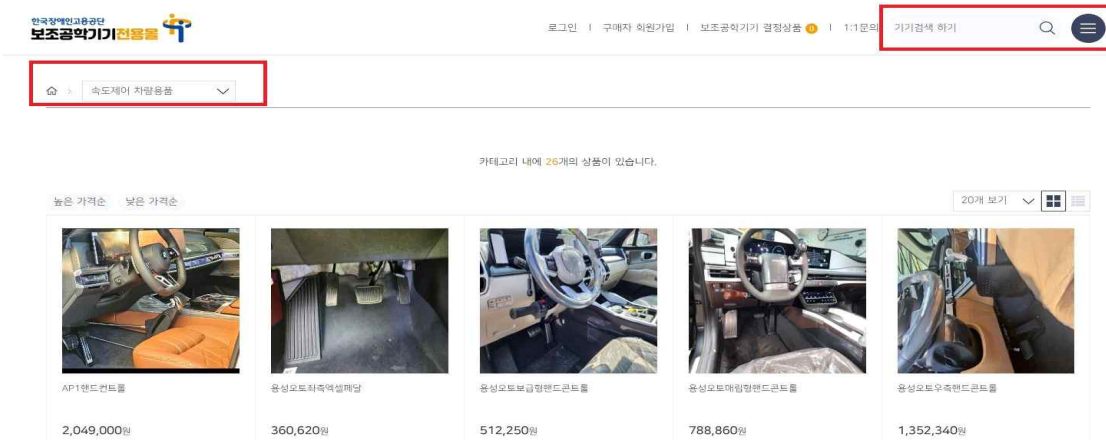 한국장애인고용공단
보조공학기기전용몰
로그인 | 구매자 회원가입 | 보조공학기기 결정상품 0 | 1:1문의
기기검색 하기
> 속도제어 차량용품
카테고리 내에 26개의 상품이 있습니다.
높은 가격순 낮은 가격순
20개 보기
AP1핸드컨트롤
용성오토좌측엑셀페달
용성오토보급형핸드콘트롤
용성오토매립형핸드콘트롤
용성오토우측핸드콘트롤
2,049,000원
360,620원
512,250원
788,860원
1,352,340원